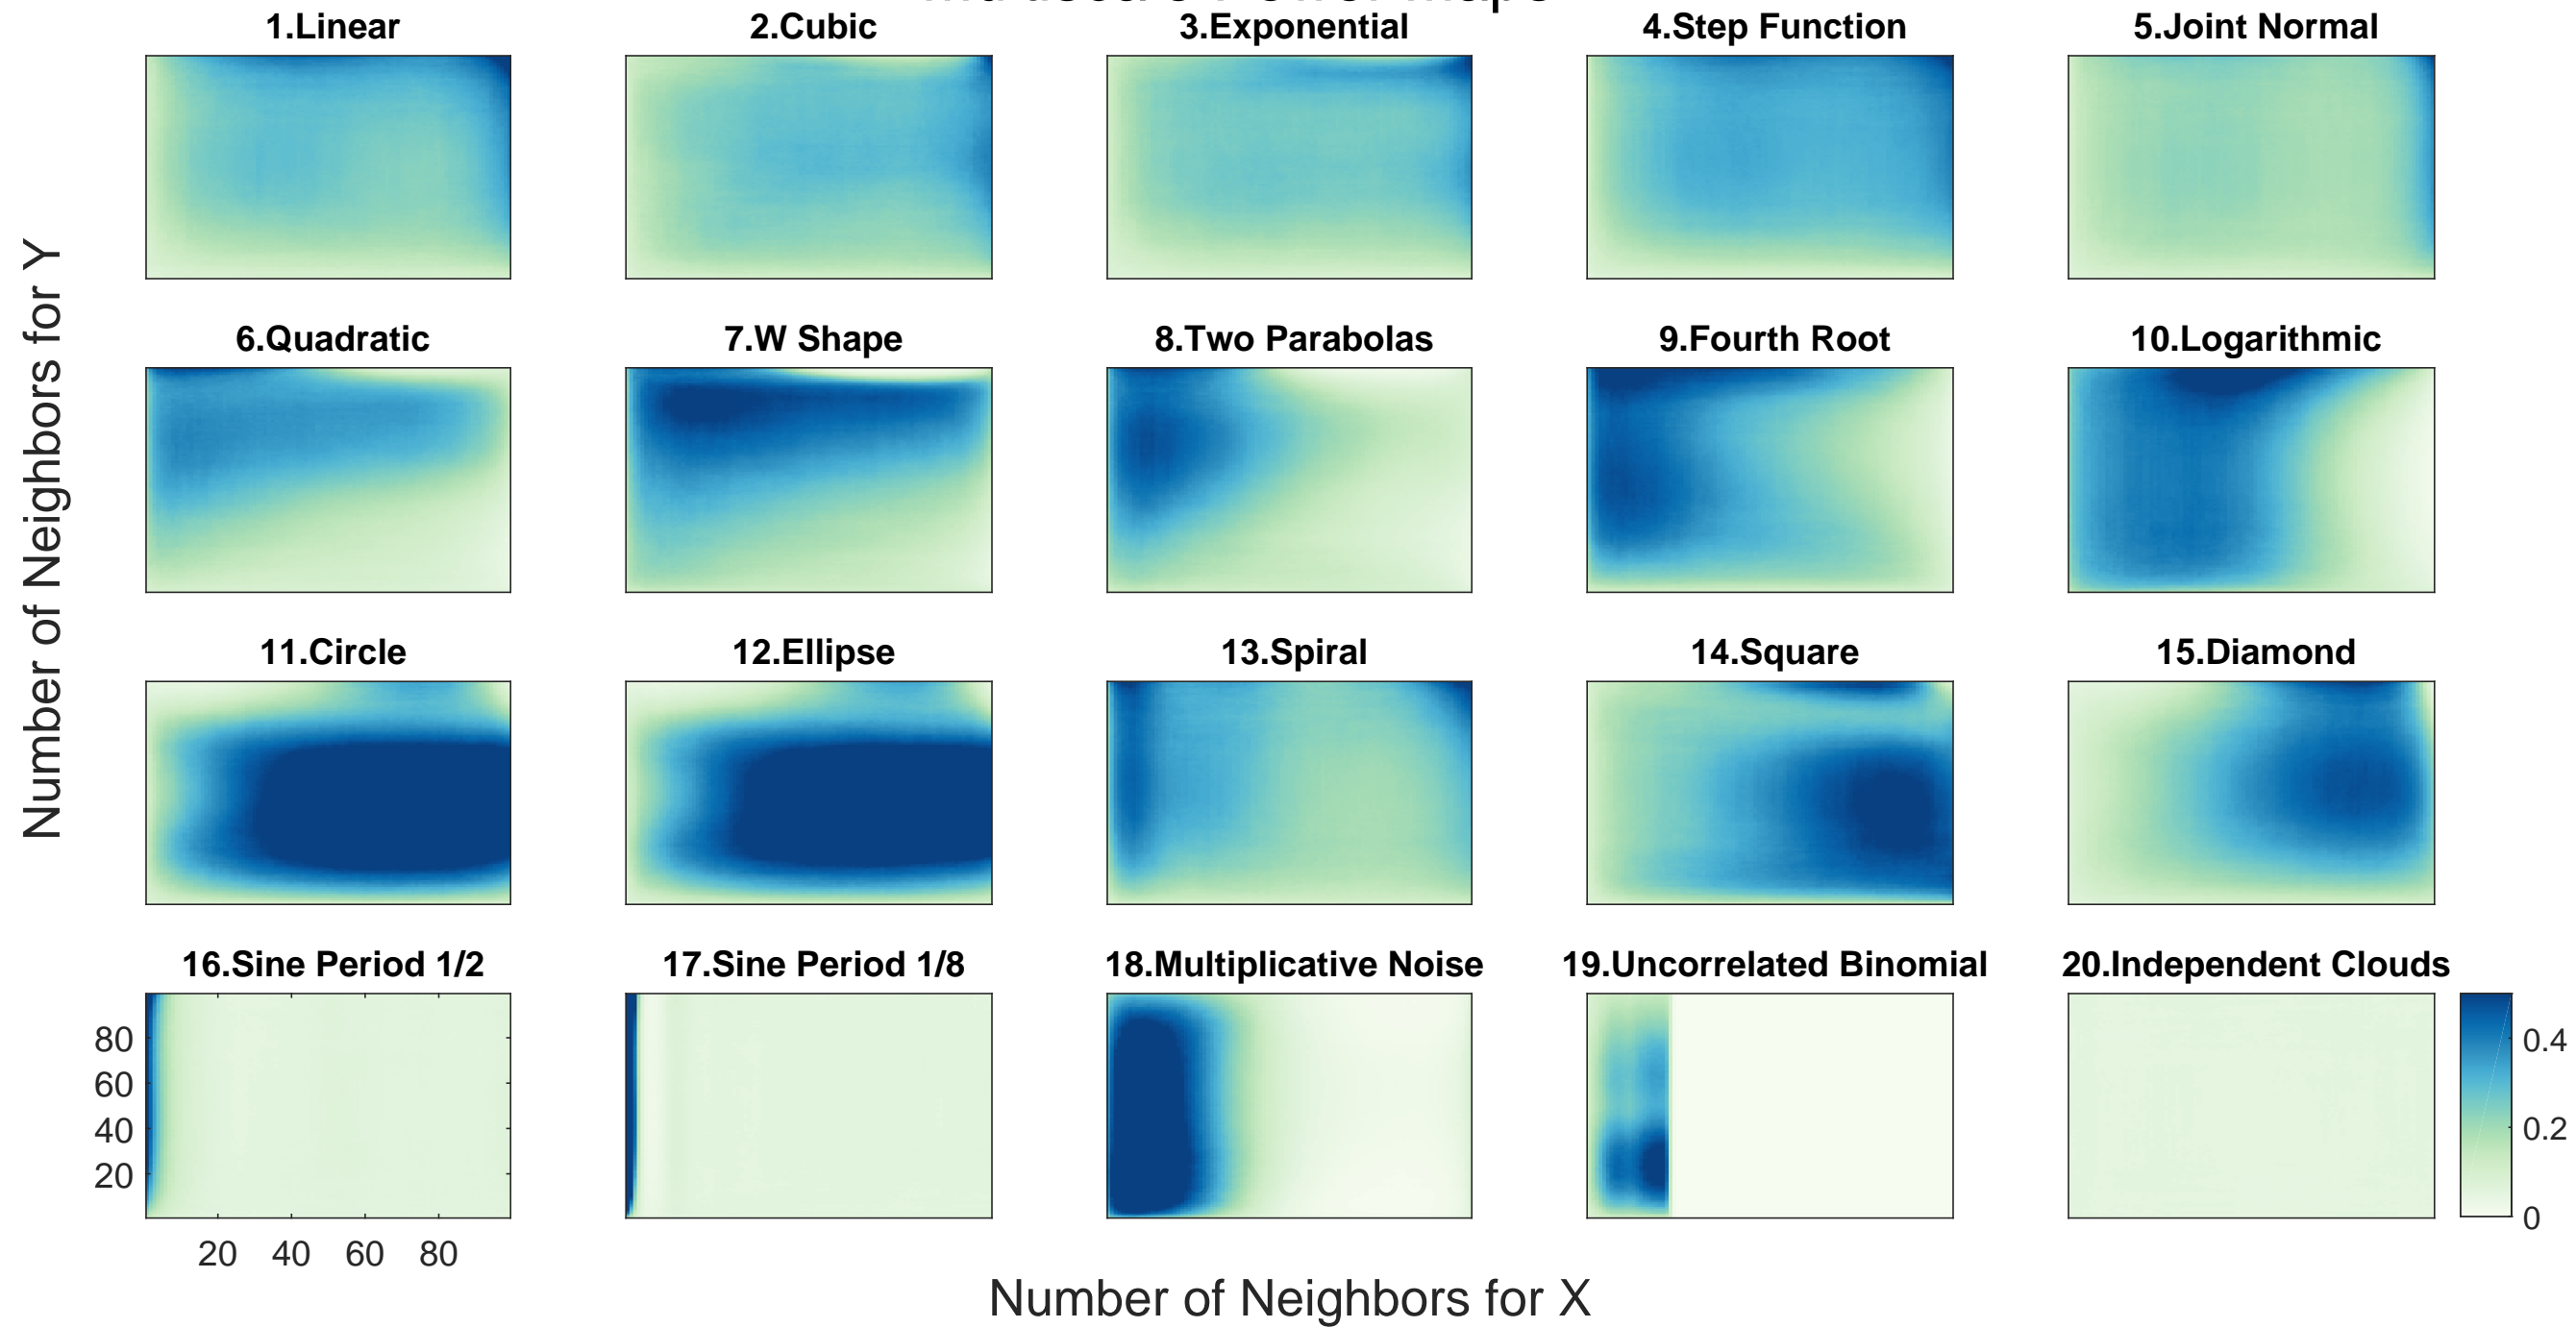 1.Linear 2.Cubic 3.Exponential 4.Step Function 5.Joint Normal
6.Quadratic 7.W Shape 8.Two Parabolas 9.Fourth Root 10.Logarithmic
11.Circle 12.Ellipse 13.Spiral 14.Square 15.Diamond
16.Sine Period 1/2 17.Sine Period 1/8 18.Multiplicative Noise 19.Uncorrelated Binomial 20.Independent Clouds
Number of Neighbors for Y
80
60
40
20
20 40 60 80
0.4
0.2
0
Number of Neighbors for X